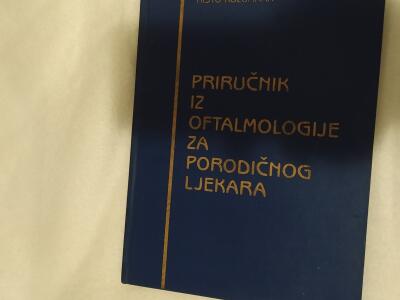 PRIRUČNIK
IZ
OFTALMOLOGIJE
ZA
PORODIČNOG
LJEKARA